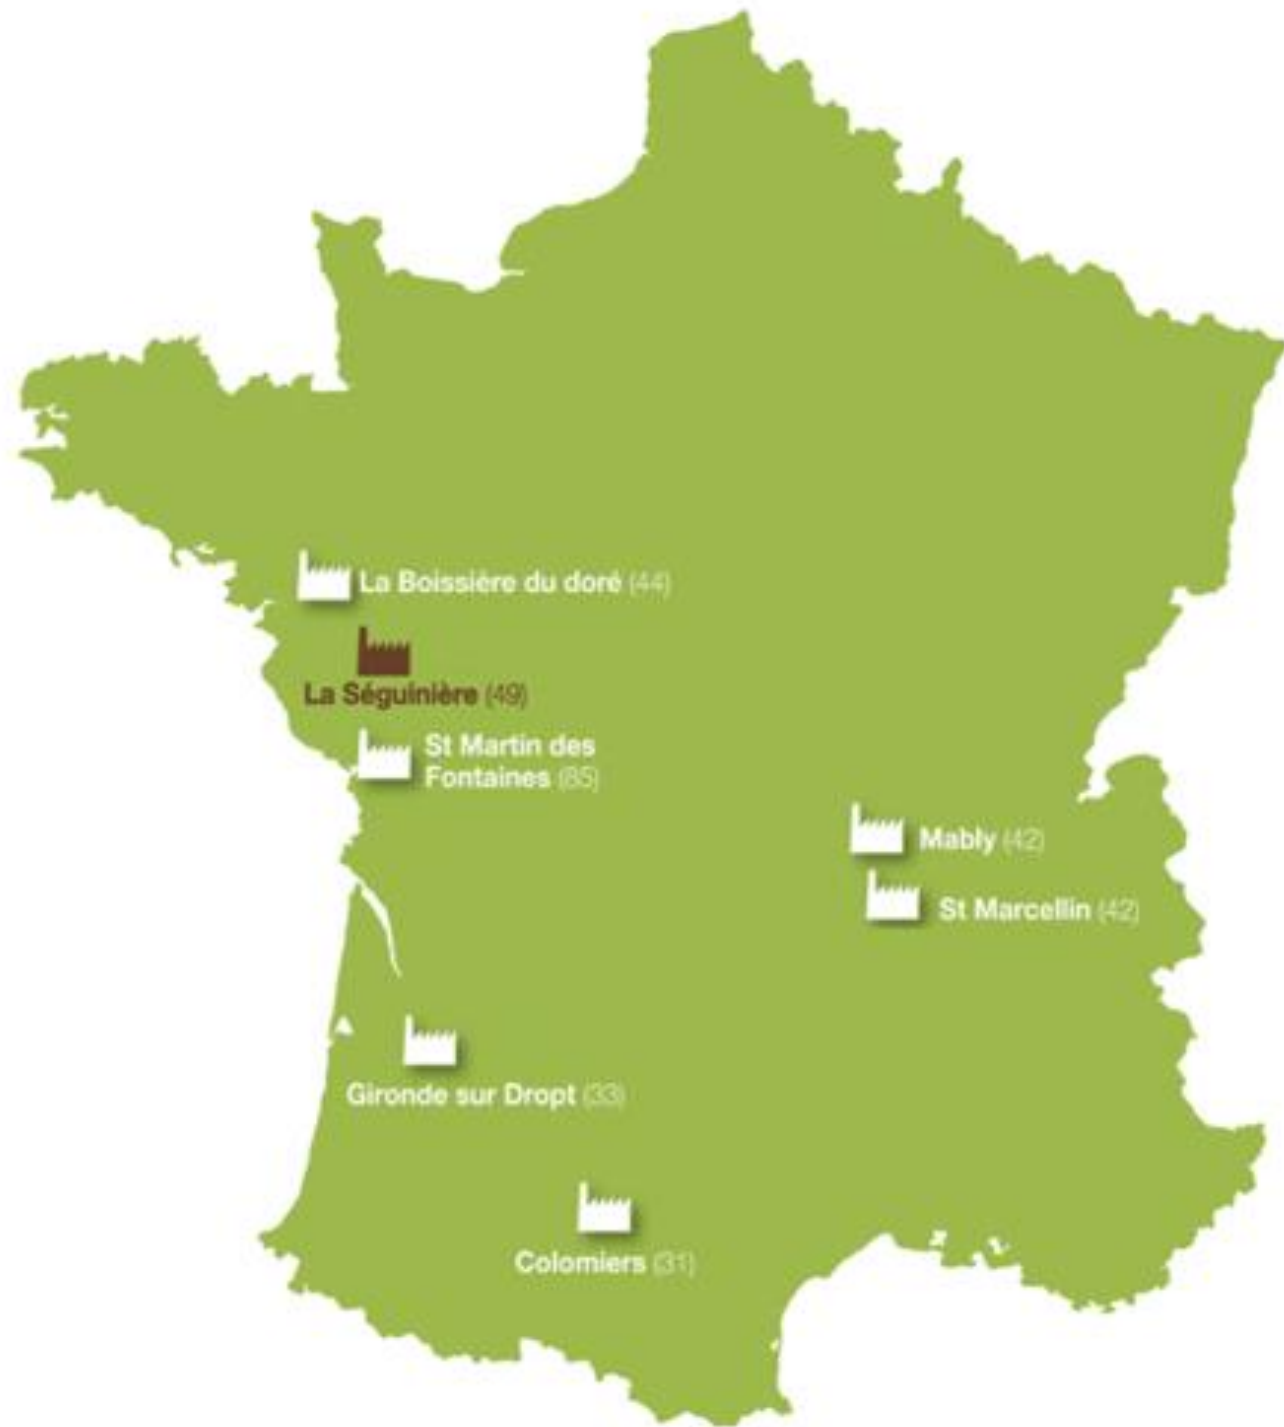 La Boissière du doré (44)
La Séguinière (49)
St Martin des
Fontaines (85)
Mably (42)
St Marcellin (42)
Gironde sur Dropt (33)
Colomiers (31)